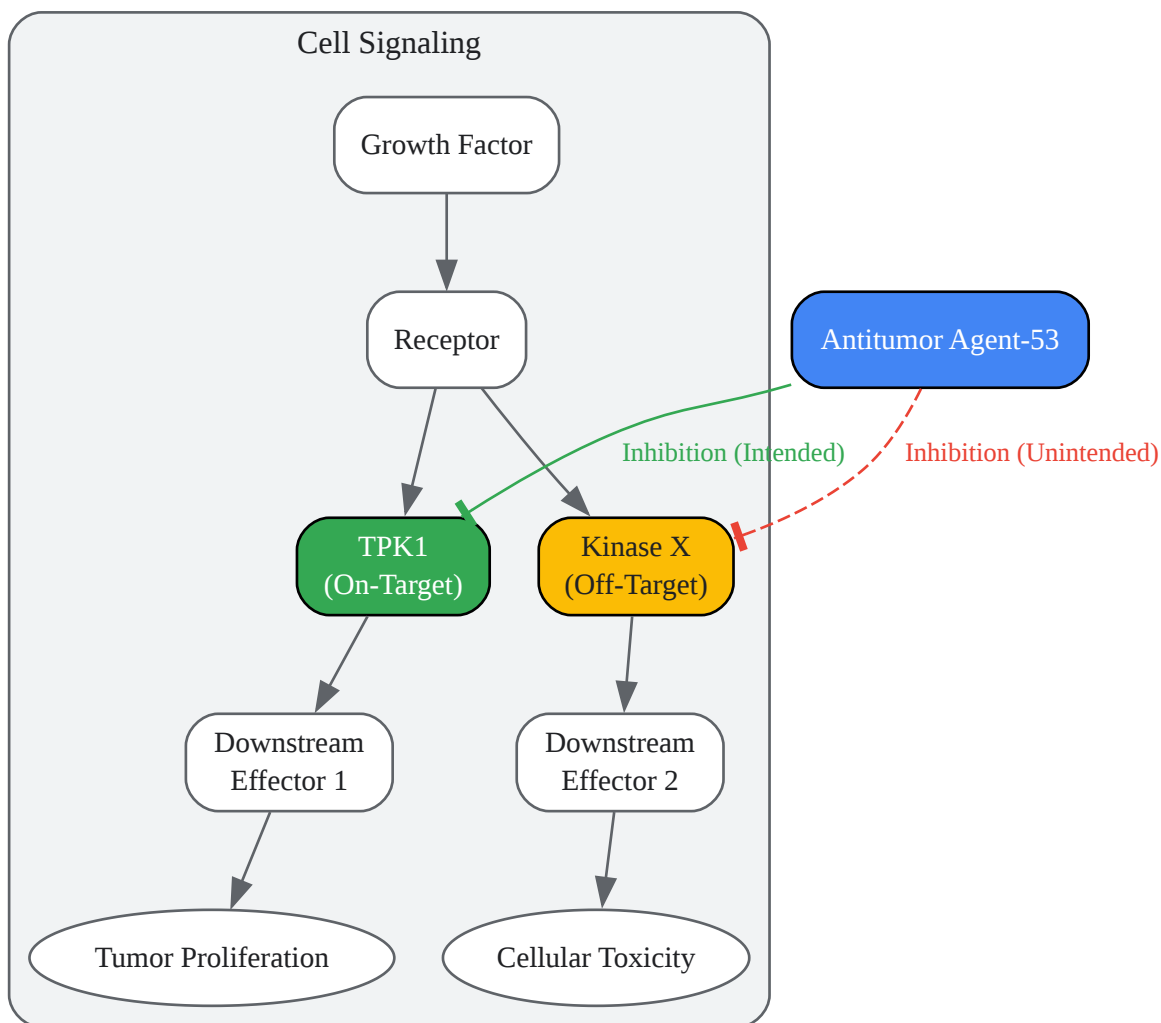 Cell Signaling
Growth Factor
Receptor
Antitumor Agent-53
Inhibition (Intended)
Inhibition (Unintended)
TPK1
(On-Target)
Kinase X
(Off-Target)
Downstream
Effector 1
Downstream
Effector 2
Tumor Proliferation
Cellular Toxicity